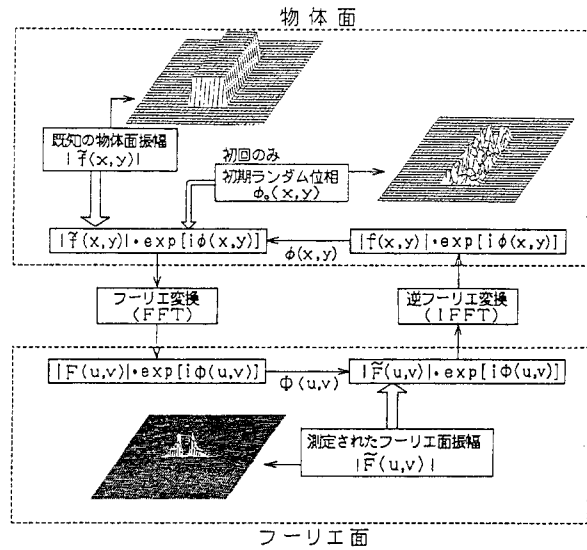 物体面
既知の物体面振幅
|f̃(x,y)|
初回のみ
初期ランダム位相
φ₀(x,y)
|f̃(x,y)|・exp[iφ(x,y)]
φ(x,y)
|f(x,y)|・exp[iφ(x,y)]
フーリエ変換
(FFT)
逆フーリエ変換
(IFFT)
|F(u,v)|・exp[iΦ(u,v)]
Φ(u,v)
|F̃(u,v)|・exp[iΦ(u,v)]
測定されたフーリエ面振幅
|F̃(u,v)|
フーリエ面